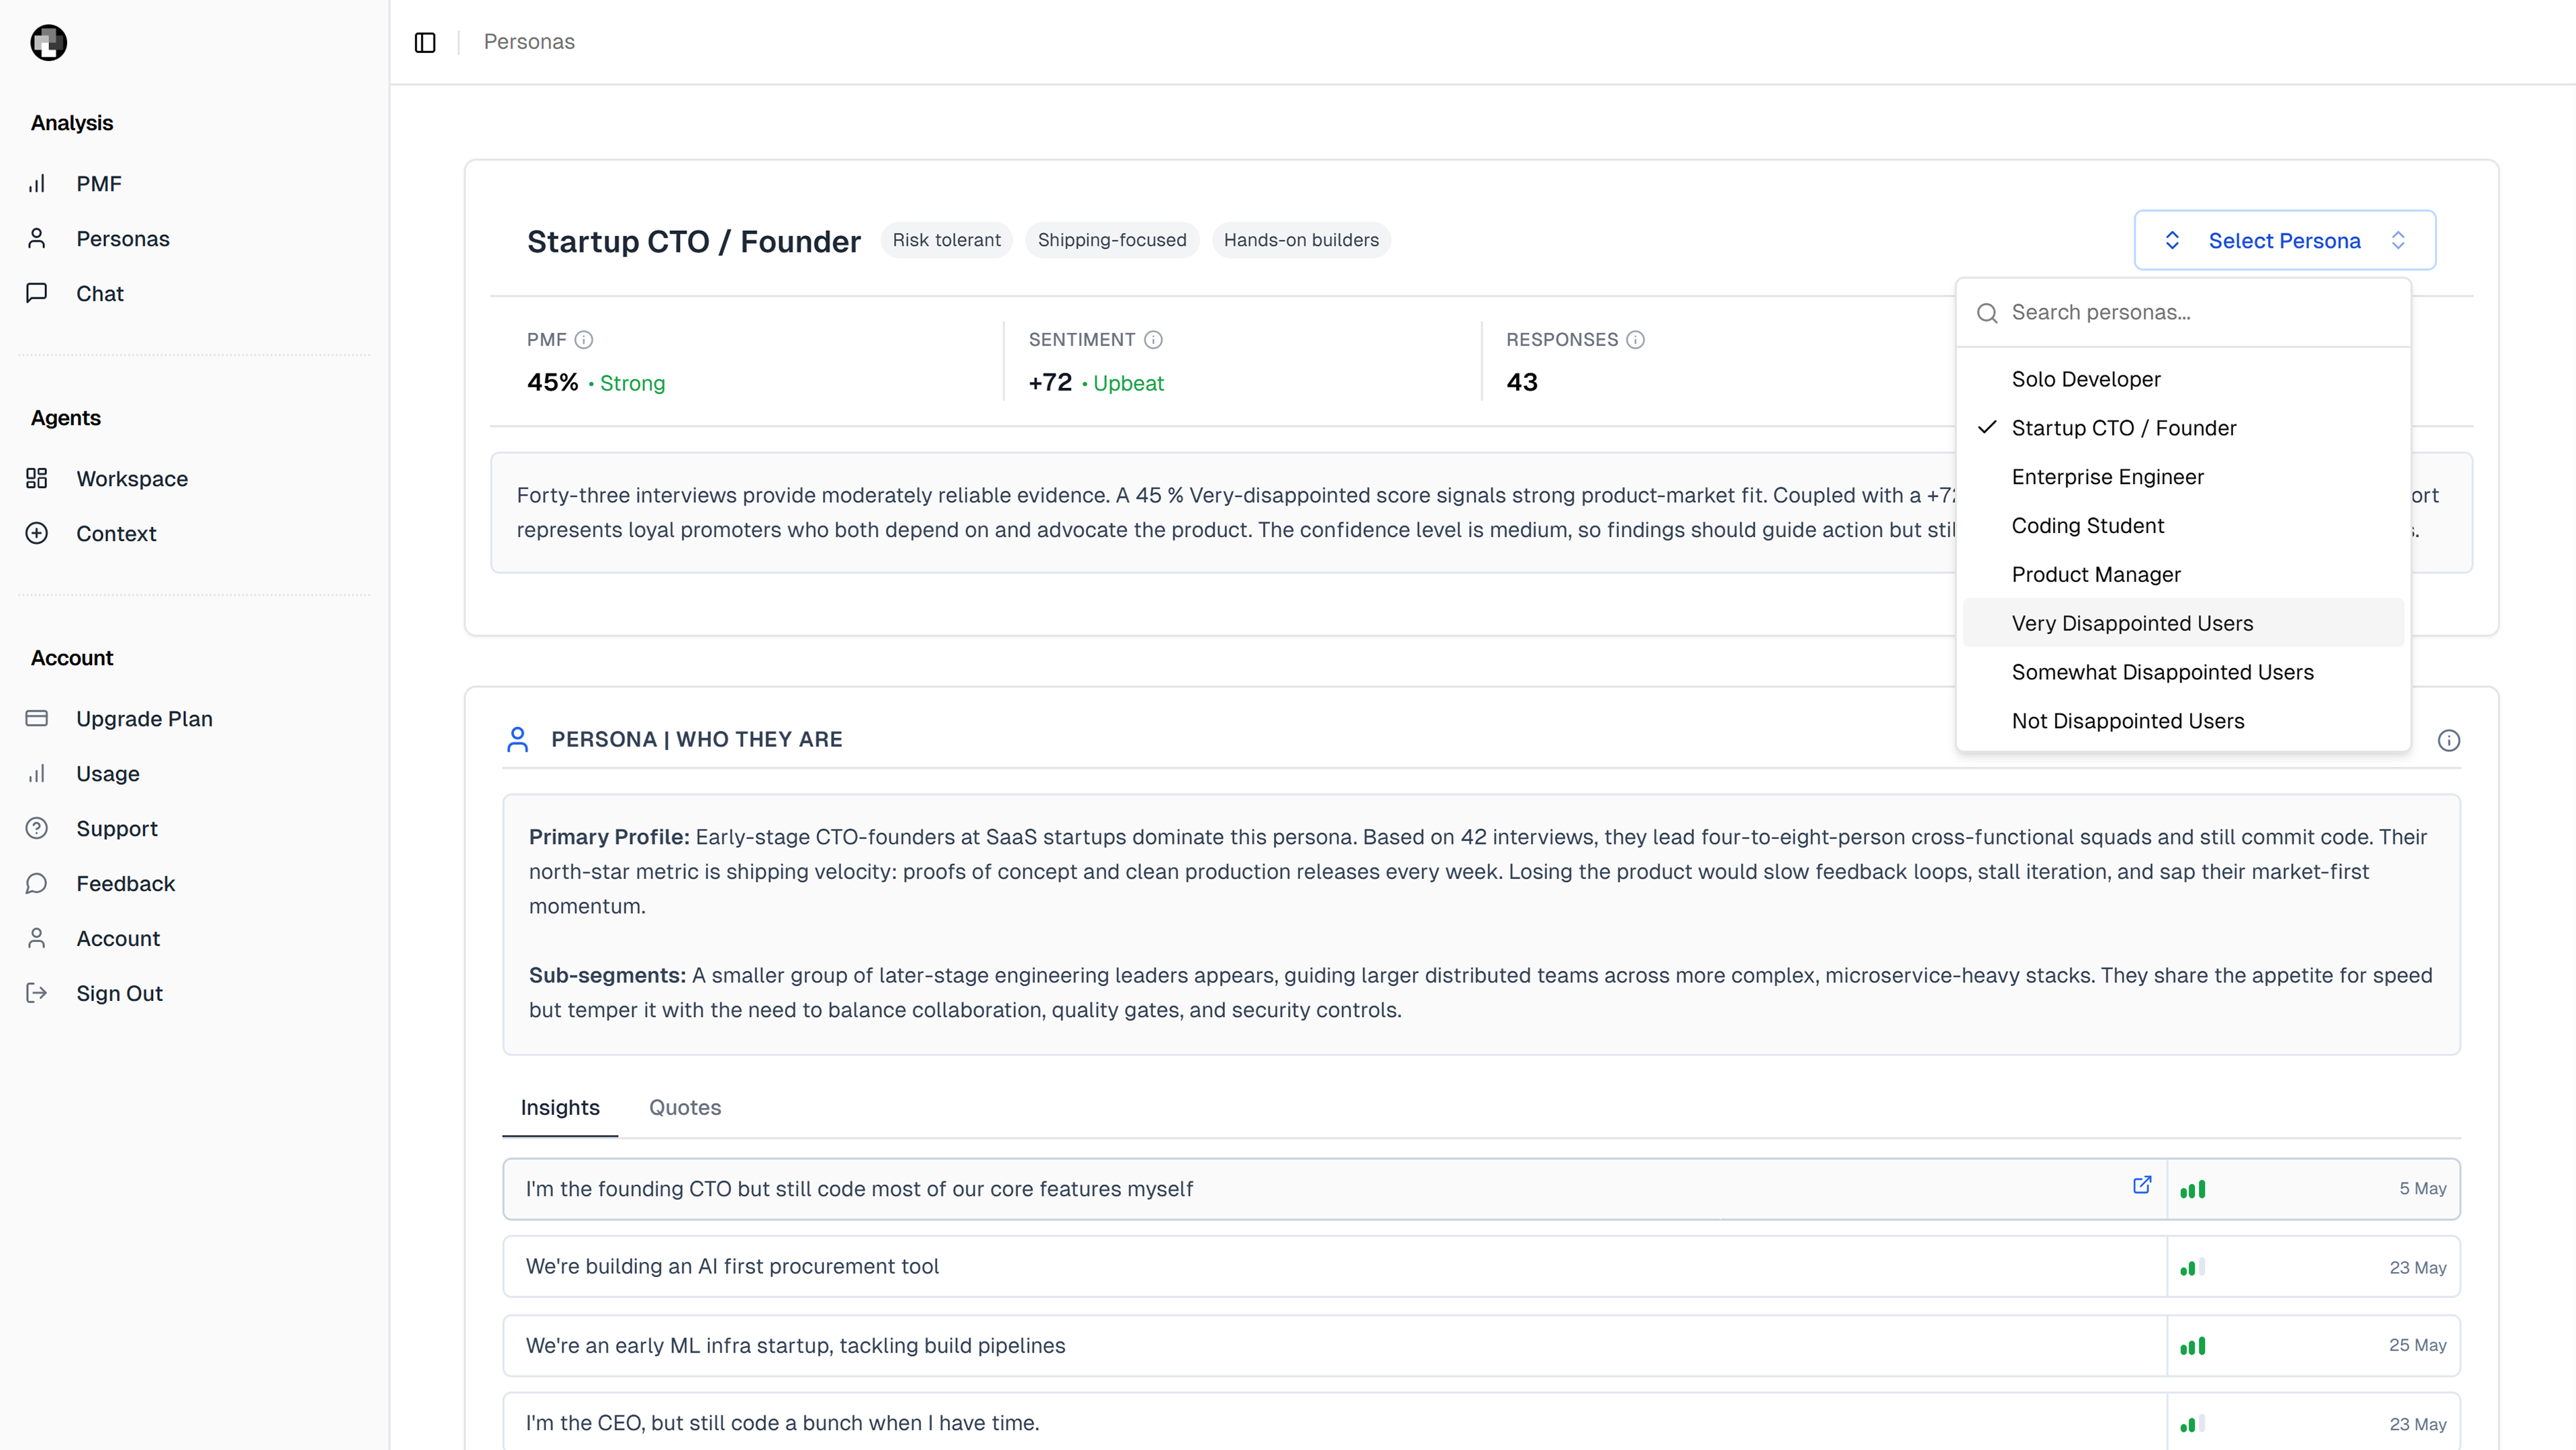 Personas
Analysis
PMF
Personas
Chat
Agents
Workspace
Context
Account
Upgrade Plan
Usage
Support
Feedback
Account
Sign Out
Startup CTO / Founder
Risk tolerant
Shipping-focused
Hands-on builders
Select Persona
Search personas...
Solo Developer
Startup CTO / Founder
Enterprise Engineer
Coding Student
Product Manager
Very Disappointed Users
Somewhat Disappointed Users
Not Disappointed Users
PMF
45% • Strong
SENTIMENT
+72 • Upbeat
RESPONSES
43
Forty-three interviews provide moderately reliable evidence. A 45 % Very-disappointed score signals strong product-market fit. Coupled with a
represents loyal promoters who both depend on and advocate the product. The confidence level is medium, so findings should guide action but
PERSONA | WHO THEY ARE
Primary Profile: Early-stage CTO-founders at SaaS startups dominate this persona. Based on 42 interviews, they lead four-to-eight-person cross-functional squads and still commit code. Their
north-star metric is shipping velocity: proofs of concept and clean production releases every week. Losing the product would slow feedback loops, stall iteration, and sap their market-first
momentum.
Sub-segments: A smaller group of later-stage engineering leaders appears, guiding larger distributed teams across more complex, microservice-heavy stacks. They share the appetite for speed
but temper it with the need to balance collaboration, quality gates, and security controls.
Insights
Quotes
I'm the founding CTO but still code most of our core features myself
5 May
We're building an AI first procurement tool
23 May
We're an early ML infra startup, tackling build pipelines
25 May
I'm the CEO, but still code a bunch when I have time.
23 May